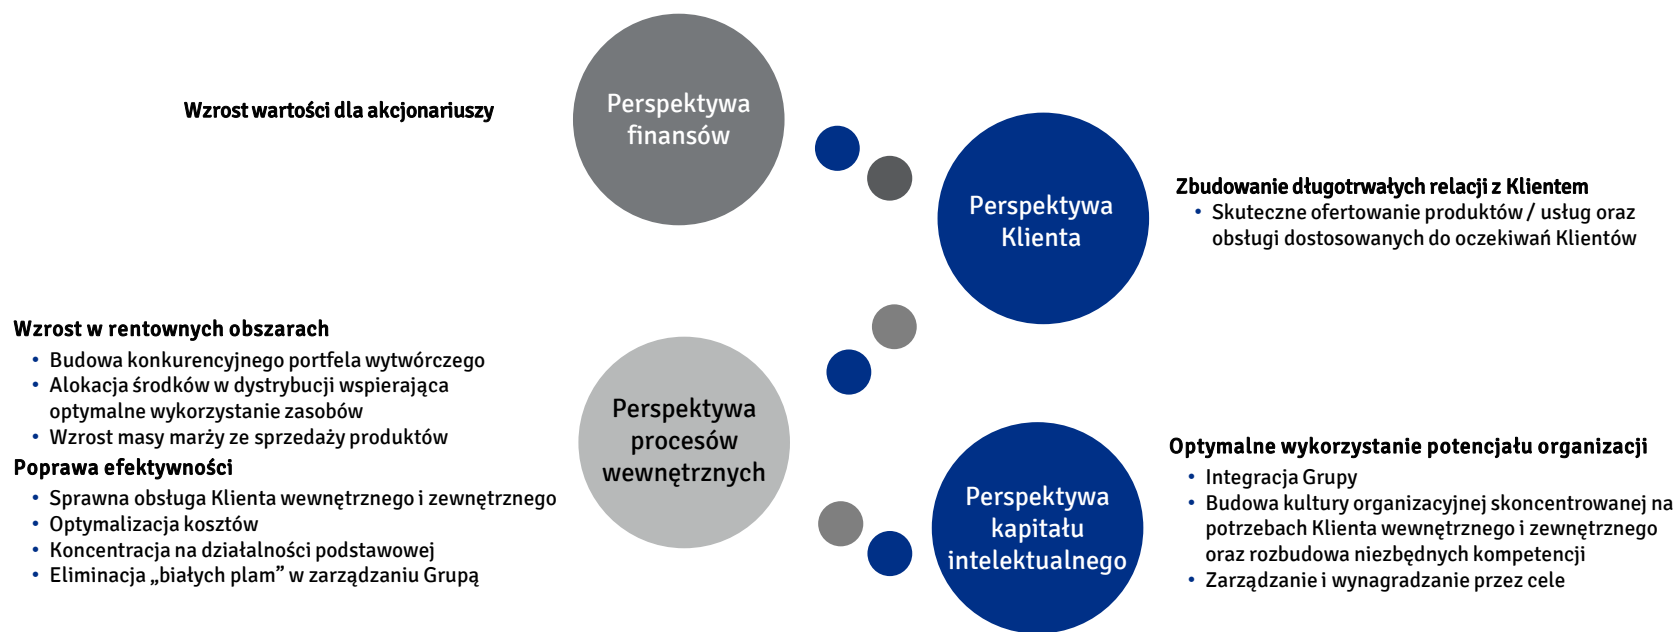 Wzrost wartości dla akcjonariuszy
Perspektywa
finansów
Perspektywa
Klienta
Zbudowanie długotrwałych relacji z Klientem
• Skuteczne ofertowanie produktów / usług oraz
obsługi dostosowanych do oczekiwań Klientów
Wzrost w rentownych obszarach
• Budowa konkurencyjnego portfela wytwórczego
• Alokacja środków w dystrybucji wspierająca
optymalne wykorzystanie zasobów
• Wzrost masy marży ze sprzedaży produktów
Poprawa efektywności
• Sprawna obsługa Klienta wewnętrznego i zewnętrznego
• Optymalizacja kosztów
• Koncentracja na działalności podstawowej
• Eliminacja „białych plam” w zarządzaniu Grupą
Perspektywa
procesów
wewnętrznych
Perspektywa
kapitału
intelektualnego
Optymalne wykorzystanie potencjału organizacji
• Integracja Grupy
• Budowa kultury organizacyjnej skoncentrowanej na
potrzebach Klienta wewnętrznego i zewnętrznego
oraz rozbudowa niezbędnych kompetencji
• Zarządzanie i wynagradzanie przez cele